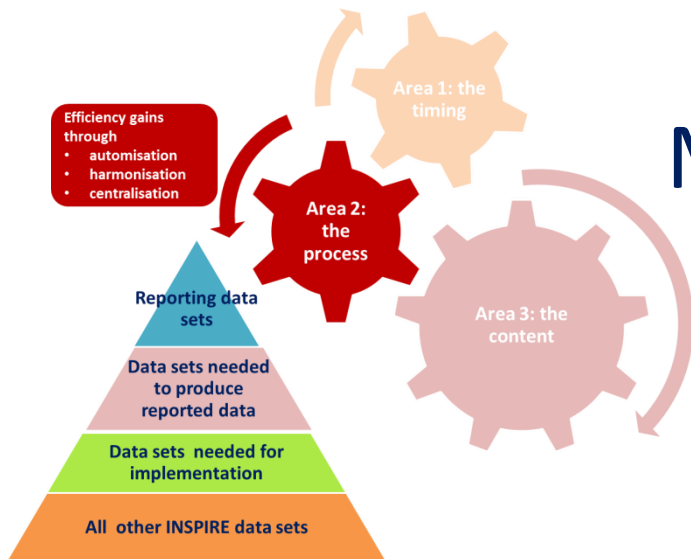 Area 1: the
timing
Efficiency gains
through
• automisation
• harmonisation
• centralisation
Area 2:
the
process
Area 3: the
content
Reporting data
sets
Data sets needed
to produce
reported data
Data sets needed for
implementation
All other INSPIRE data sets